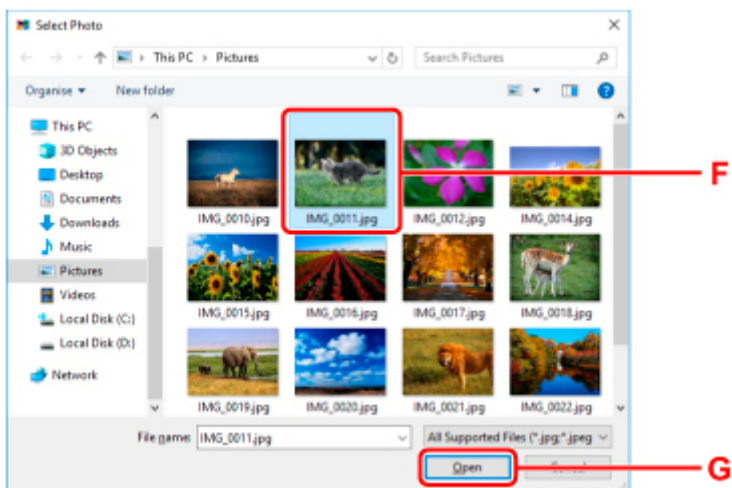 Select Photo
This PC > Pictures
Search Pictures
Organise
New folder
This PC
3D Objects
Desktop
Documents
Downloads
Music
Pictures
Videos
Local Disk (C:)
Local Disk (D:)
Network
IMG_0010.jpg
IMG_0011.jpg
IMG_0012.jpg
IMG_0014.jpg
IMG_0015.jpg
IMG_0016.jpg
IMG_0017.jpg
IMG_0018.jpg
IMG_0019.jpg
IMG_0020.jpg
IMG_0021.jpg
IMG_0022.jpg
F
File name: IMG_0011.jpg
All Supported Files (*.jpg;*.jpeg
Open
G